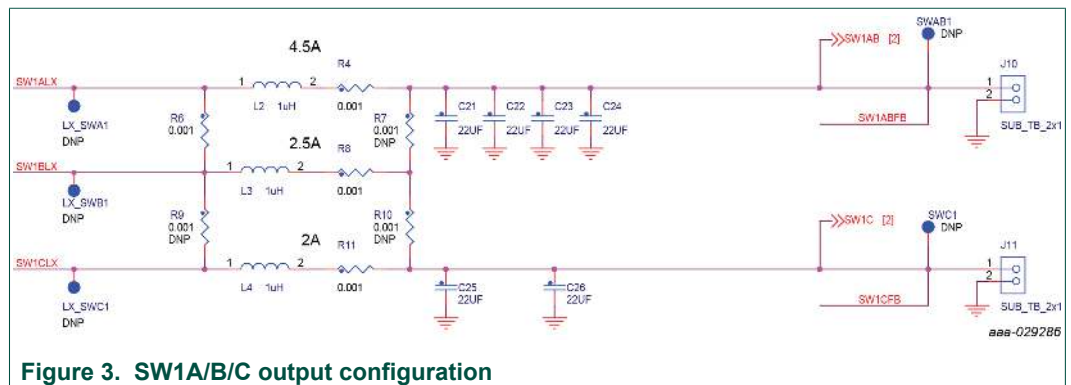 4.5A
SWAB1
DNP
SW1AB [2]
R4
J10
SW1ALX
1 2
L2 1uH
0.001
1
2
SUB_TB_2x1
LX_SWA1
DNP
R6
0.001
R7
0.001
DNP
C21
22UF
C22
22UF
C23
22UF
C24
22UF
SW1ABFB
2.5A
R8
SW1BLX
1 2
L3 1uH
0.001
LX_SWB1
DNP
R9
0.001
DNP
R10
0.001
DNP
SW1C [2]
SWC1
DNP
2A
R11
J11
SW1CLX
1 2
L4 1uH
0.001
1
2
SUB_TB_2x1
LX_SWC1
DNP
C25
22UF
C26
22UF
SW1CFB
aaa-029286
Figure 3. SW1A/B/C output configuration